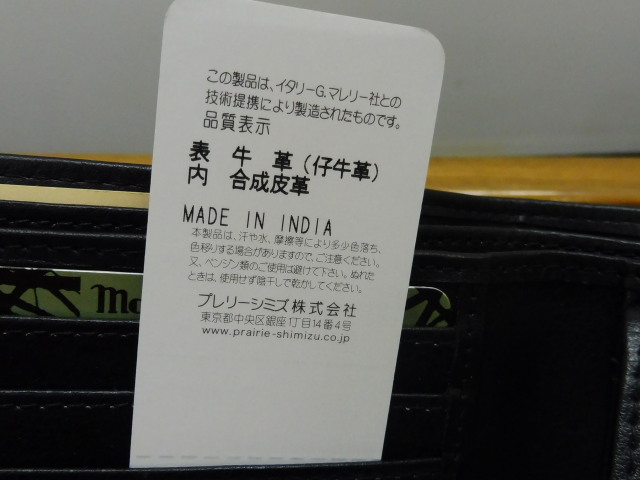 この製品は、イタリーG.マレリー社との
技術提携により製造されたものです。
品質表示
表 牛 革（仔牛革）
内 合成皮革
MADE IN INDIA
本製品は、汗や水、摩擦等により多少色落ち、
色移りする場合がありますので、ご注意ください。
又、ベンジン類のご使用は避けて下さい。ぬれた
ときは、使用せず陰干しで乾かしてください。
プレリーシミズ株式会社
東京都中央区銀座1丁目14番4号
www.prairie-shimizu.co.jp